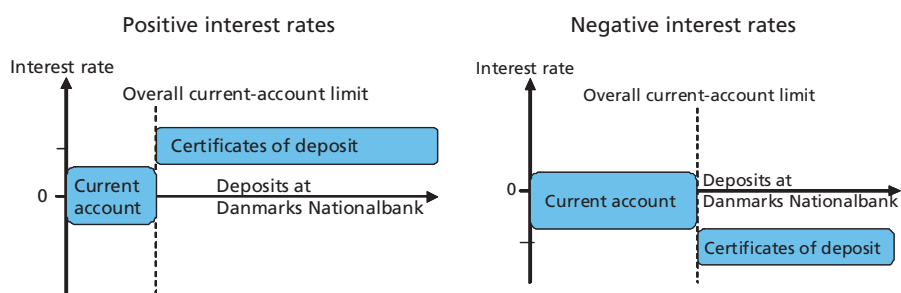 Positive interest rates
Interest rate
Overall current-account limit
Certificates of deposit
0
Current
account
Deposits at
Danmarks Nationalbank
Negative interest rates
Interest rate
Overall current-account limit
0
Current account
Deposits at
Danmarks Nationalbank
Certificates of deposit